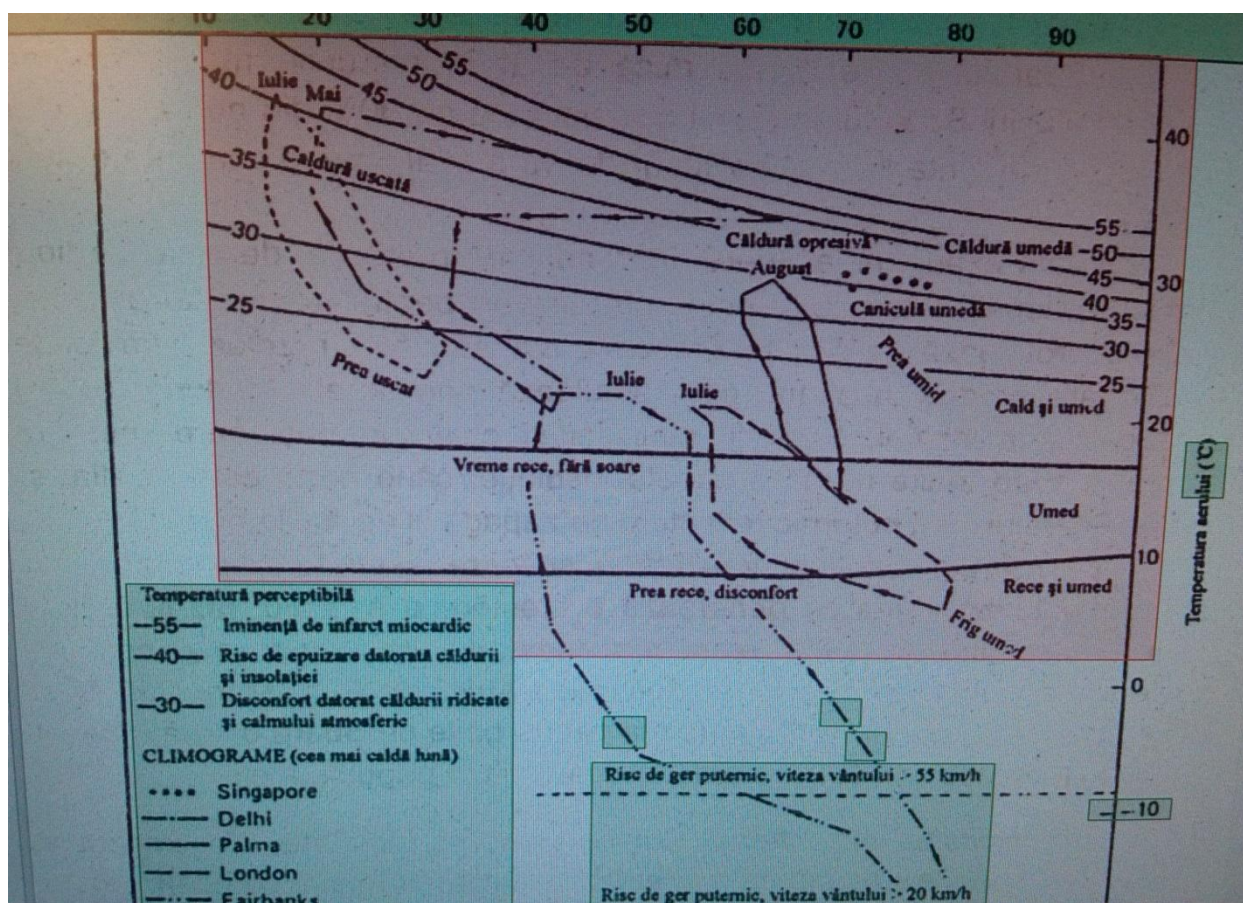 10 20 30 40 50 60 70 80 90
40
Iulie
Mai
45
50
55
35
Caldură uscată
30
25
Prea uscat
Căldură opresivă
Căldură umedă
August
Caniculă umedă
Prea umid
Cald și umed
55
50
45
40
35
30
25
40
30
20
10
0
-10
Temperatura aerului (°C)
Iulie
Iulie
Vreme rece, fără soare
Umed
Prea rece, disconfort
Rece și umed
Frig umed
Temperatură perceptibilă
55 Iminență de infarct miocardic
40 Risc de epuizare datorată căldurii
și insolației
30 Disconfort datorat căldurii ridicate
și calmului atmosferic
CLIMOGRAME (cea mai caldă lună)
Singapore
Delhi
Palma
London
Fairbanks
Risc de ger puternic, viteza vântului > 55 km/h
Risc de ger puternic, viteza vântului > 20 km/h